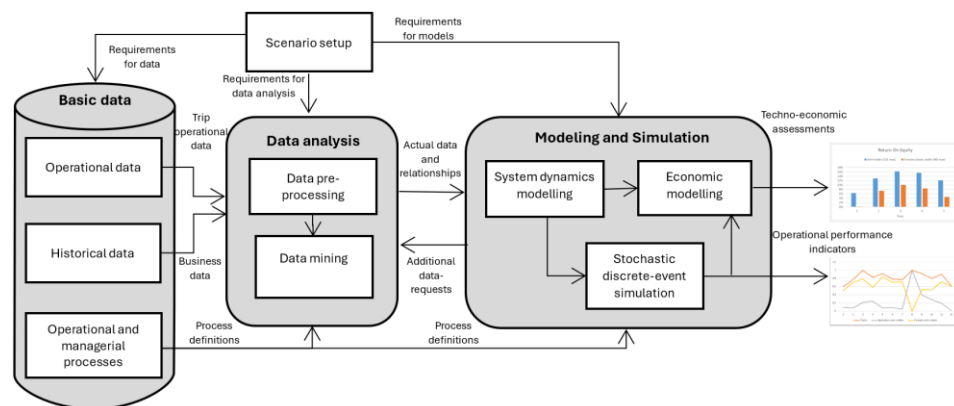 Scenario setup
Requirements
for models
Requirements
for data
Requirements for
data analysis
Basic data
Operational data
Historical data
Operational and
managerial processes
Trip
operational
data
Business
data
Process
definitions
Data analysis
Data pre-
processing
Data mining
Actual data
and
relationships
Additional
data-
requests
Process
definitions
Modeling and Simulation
System dynamics
modelling
Economic
modelling
Stochastic
discrete-event
simulation
Techno-economic
assessments
Return On Equity
Operational performance
indicators